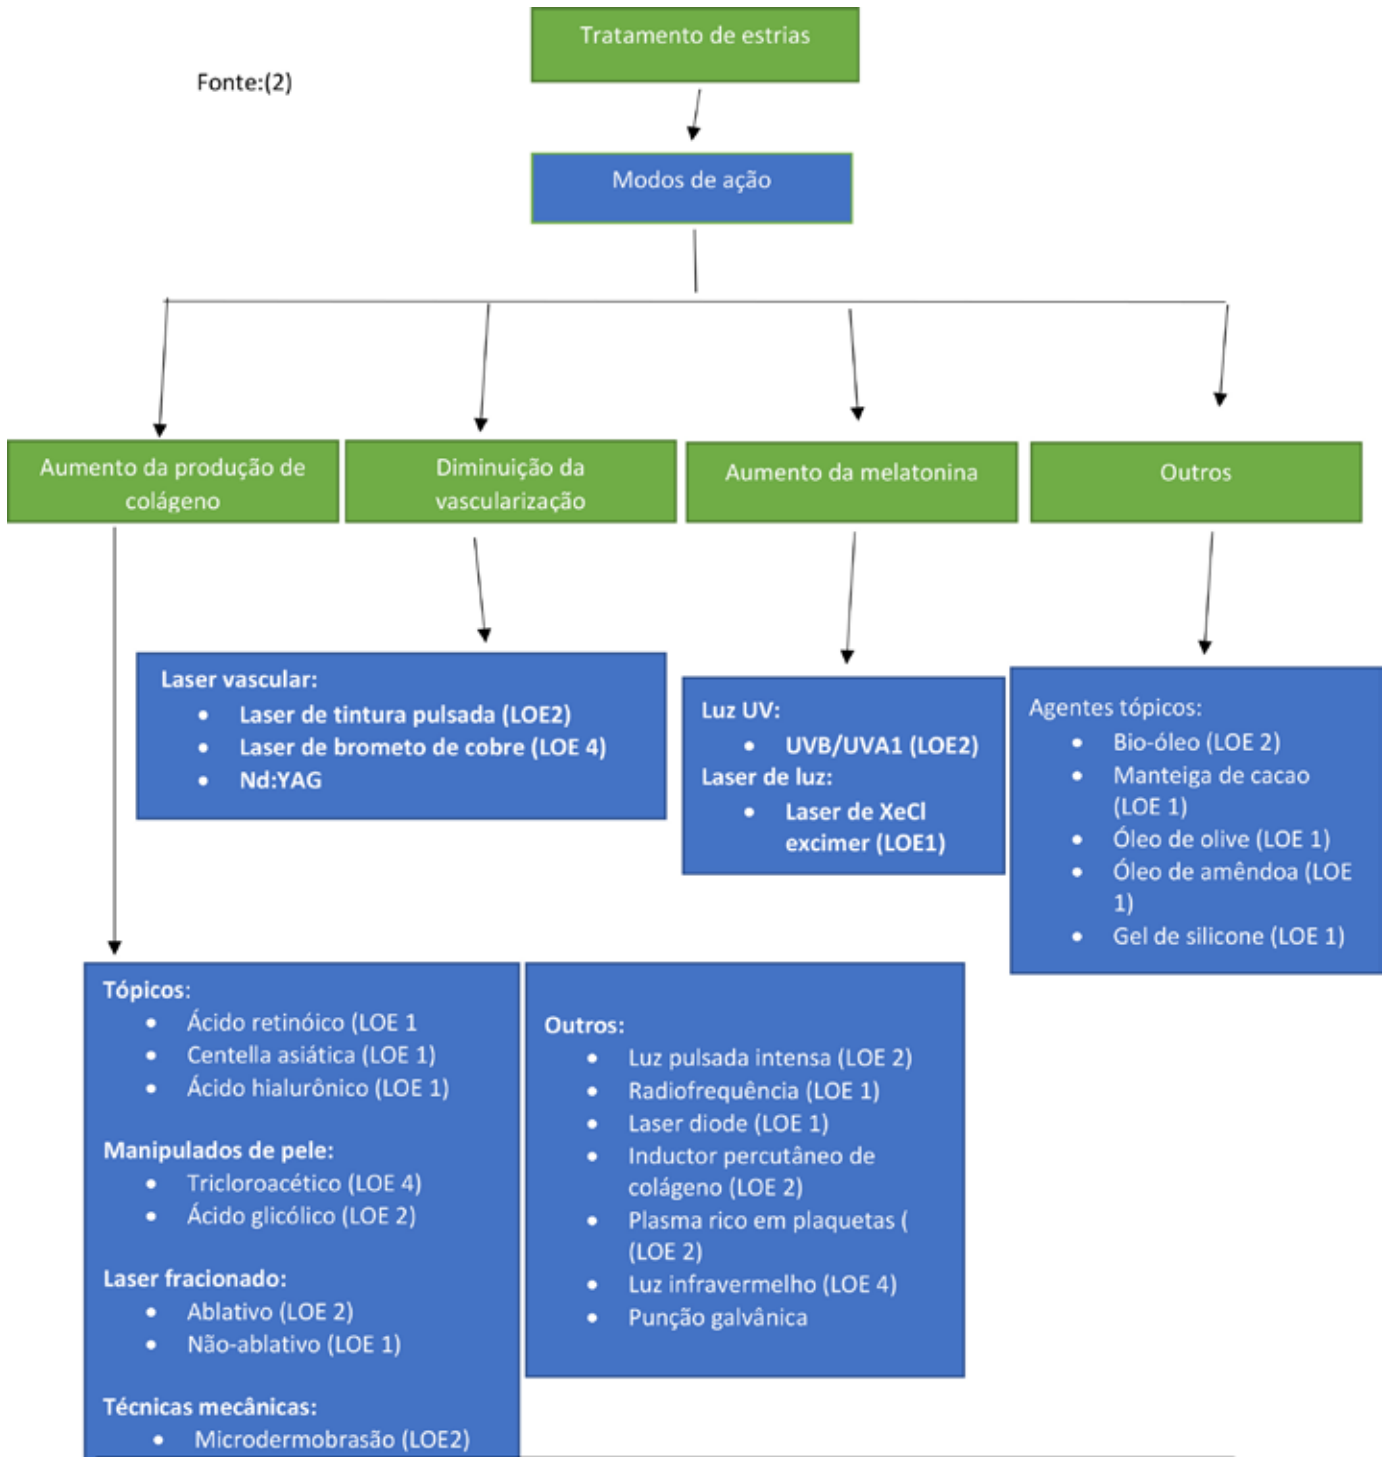 Tratamento de estrias
Fonte:(2)
Modos de ação
Aumento da produção de
colágeno
Diminuição da
vascularização
Aumento da melatonina
Outros
Laser vascular:
• Laser de tintura pulsada (LOE2)
• Laser de brometo de cobre (LOE 4)
• Nd:YAG
Luz UV:
• UVB/UVA1 (LOE2)
Laser de luz:
• Laser de XeCl
excimer (LOE1)
Agentes tópicos:
• Bio-óleo (LOE 2)
• Manteiga de cacao
(LOE 1)
• Óleo de olive (LOE 1)
• Óleo de amêndoa (LOE
1)
• Gel de silicone (LOE 1)
Tópicos:
• Ácido retinóico (LOE 1
• Centella asiática (LOE 1)
• Ácido hialurônico (LOE 1)
Manipulados de pele:
• Tricloroacético (LOE 4)
• Ácido glicólico (LOE 2)
Laser fracionado:
• Ablativo (LOE 2)
• Não-ablativo (LOE 1)
Técnicas mecânicas:
• Microdermobrasão (LOE2)
Outros:
• Luz pulsada intensa (LOE 2)
• Radiofrequência (LOE 1)
• Laser diode (LOE 1)
• Inductor percutâneo de
colágeno (LOE 2)
• Plasma rico em plaquetas (
(LOE 2)
• Luz infravermelho (LOE 4)
• Punção galvânica